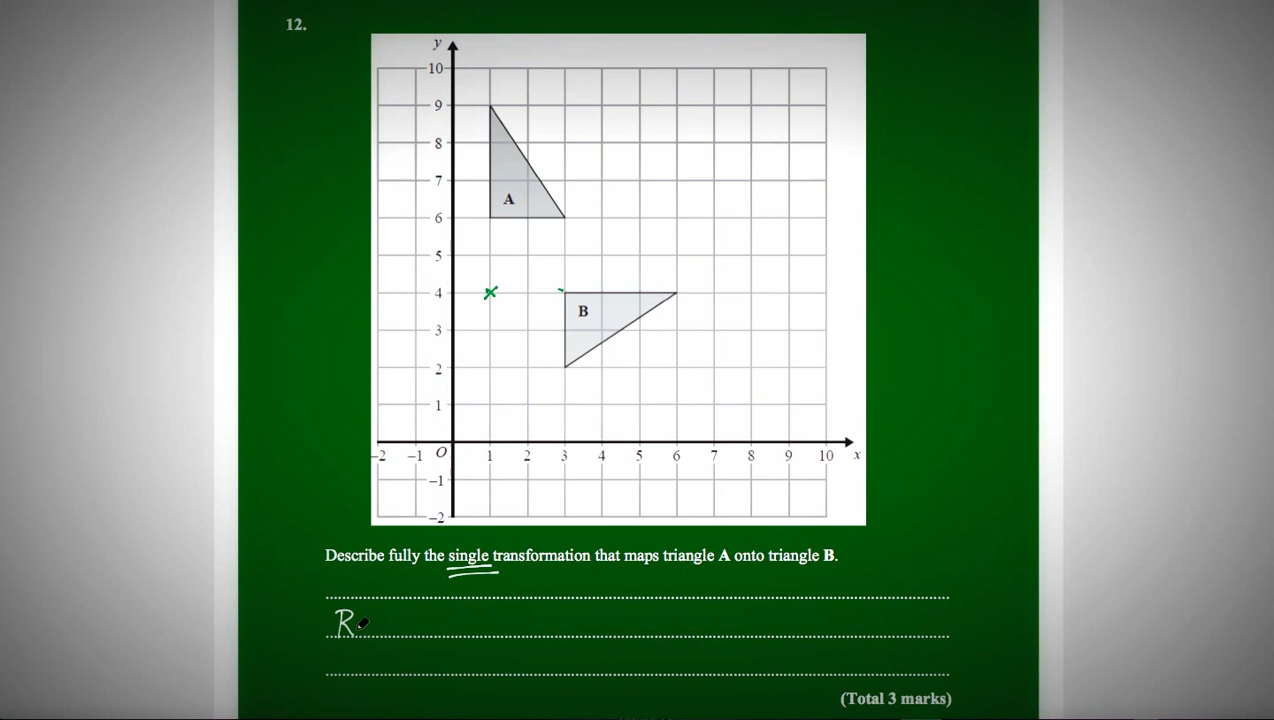 12.
y
10
9
8
7
A
6
5
4
B
3
2
1
–2 –1 O 1 2 3 4 5 6 7 8 9 10 x
–1
–2
Describe fully the single transformation that maps triangle A onto triangle B.
R
(Total 3 marks)